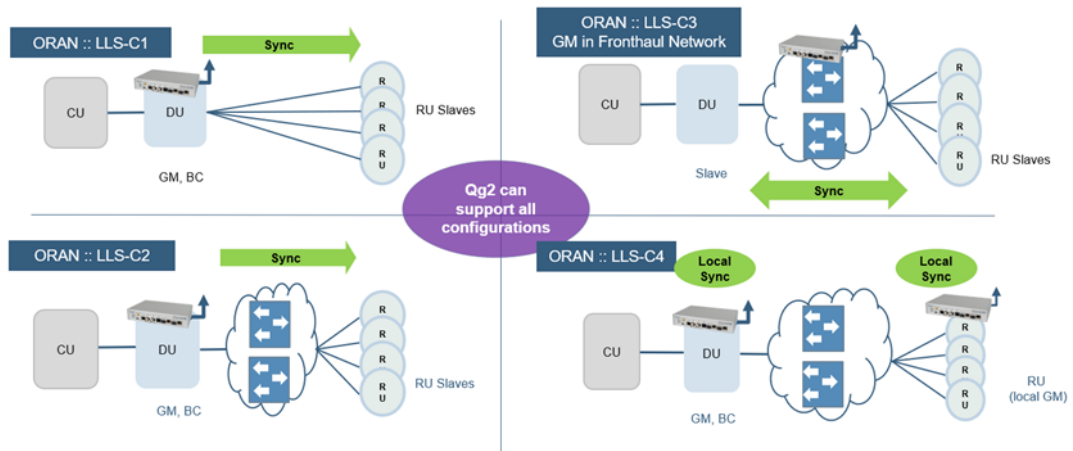 ORAN :: LLS-C1
Sync
CU
DU
R
R
R
R
U
RU Slaves
GM, BC
ORAN :: LLS-C3
GM in Fronthaul Network
CU
DU
R
R
R
R
U
RU Slaves
Slave
Sync
Qg2 can
support all
configurations
ORAN :: LLS-C2
Sync
CU
DU
R
R
R
R
U
RU Slaves
GM, BC
ORAN :: LLS-C4
Local
Sync
Local
Sync
CU
DU
R
R
R
R
U
RU
(local GM)
GM, BC